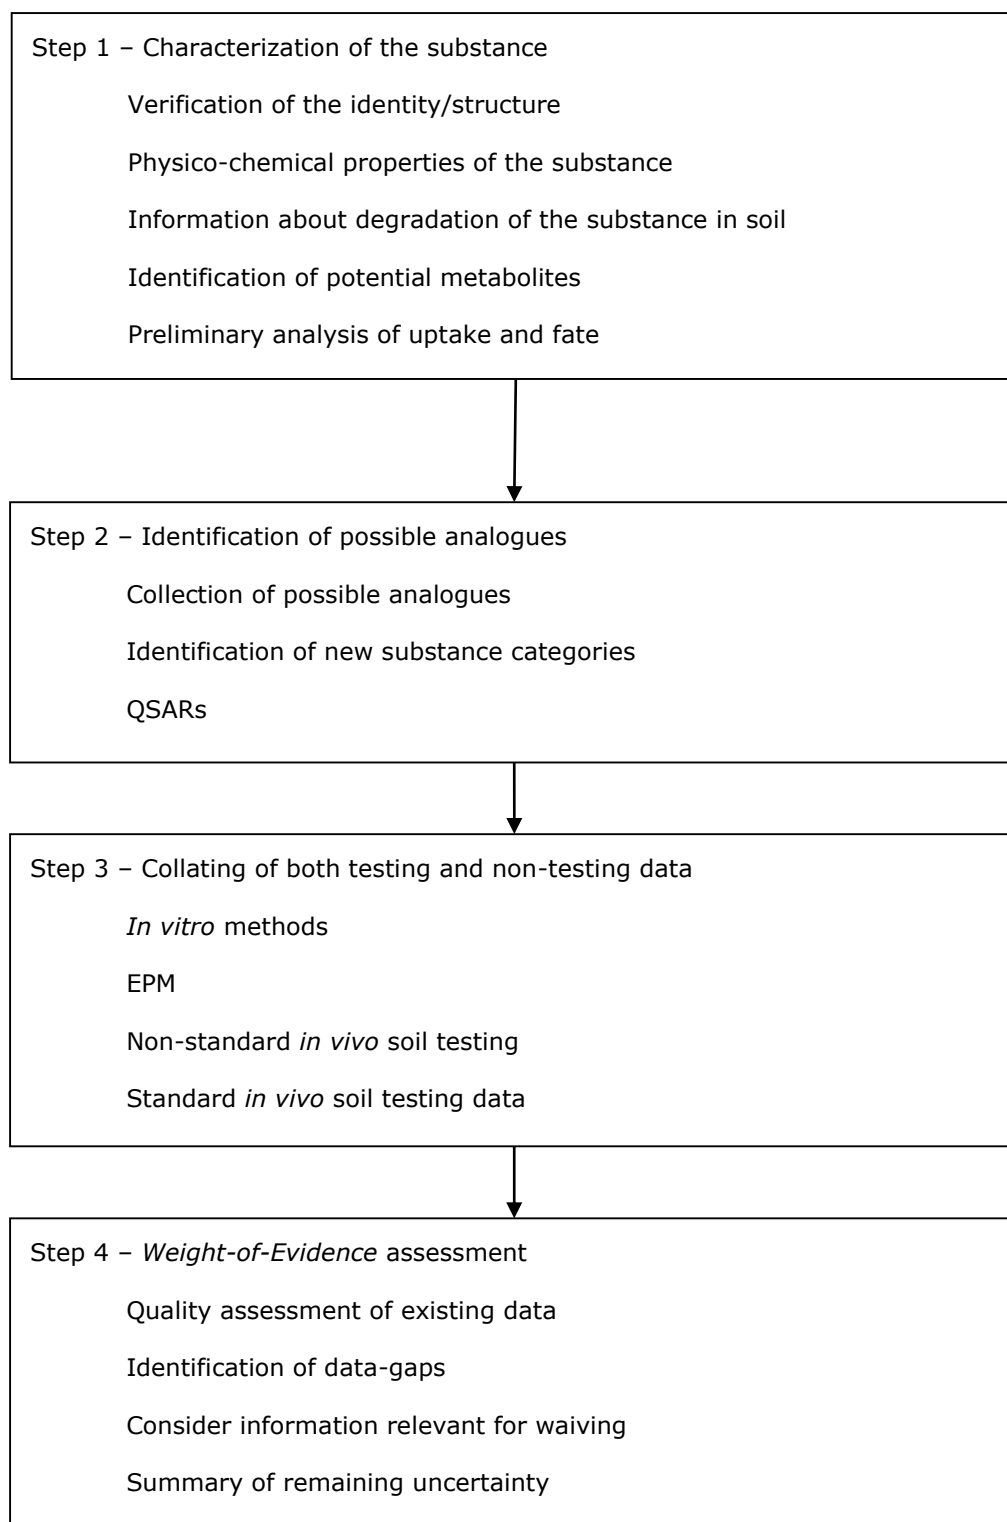 Step 1 – Characterization of the substance
Verification of the identity/structure
Physico-chemical properties of the substance
Information about degradation of the substance in soil
Identification of potential metabolites
Preliminary analysis of uptake and fate
Step 2 – Identification of possible analogues
Collection of possible analogues
Identification of new substance categories
QSARs
Step 3 – Collating of both testing and non-testing data
In vitro methods
EPM
Non-standard in vivo soil testing
Standard in vivo soil testing data
Step 4 – Weight-of-Evidence assessment
Quality assessment of existing data
Identification of data-gaps
Consider information relevant for waiving
Summary of remaining uncertainty